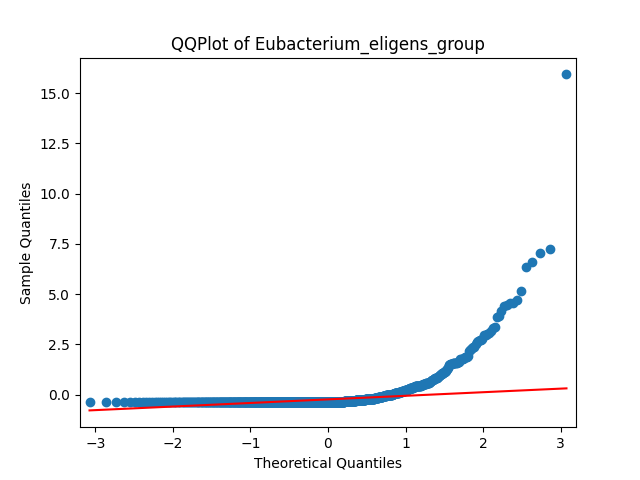 QQPlot of Eubacterium_eligens_group
15.0
12.5
10.0
7.5
5.0
2.5
0.0
Sample Quantiles
−3 −2 −1 0 1 2 3
Theoretical Quantiles